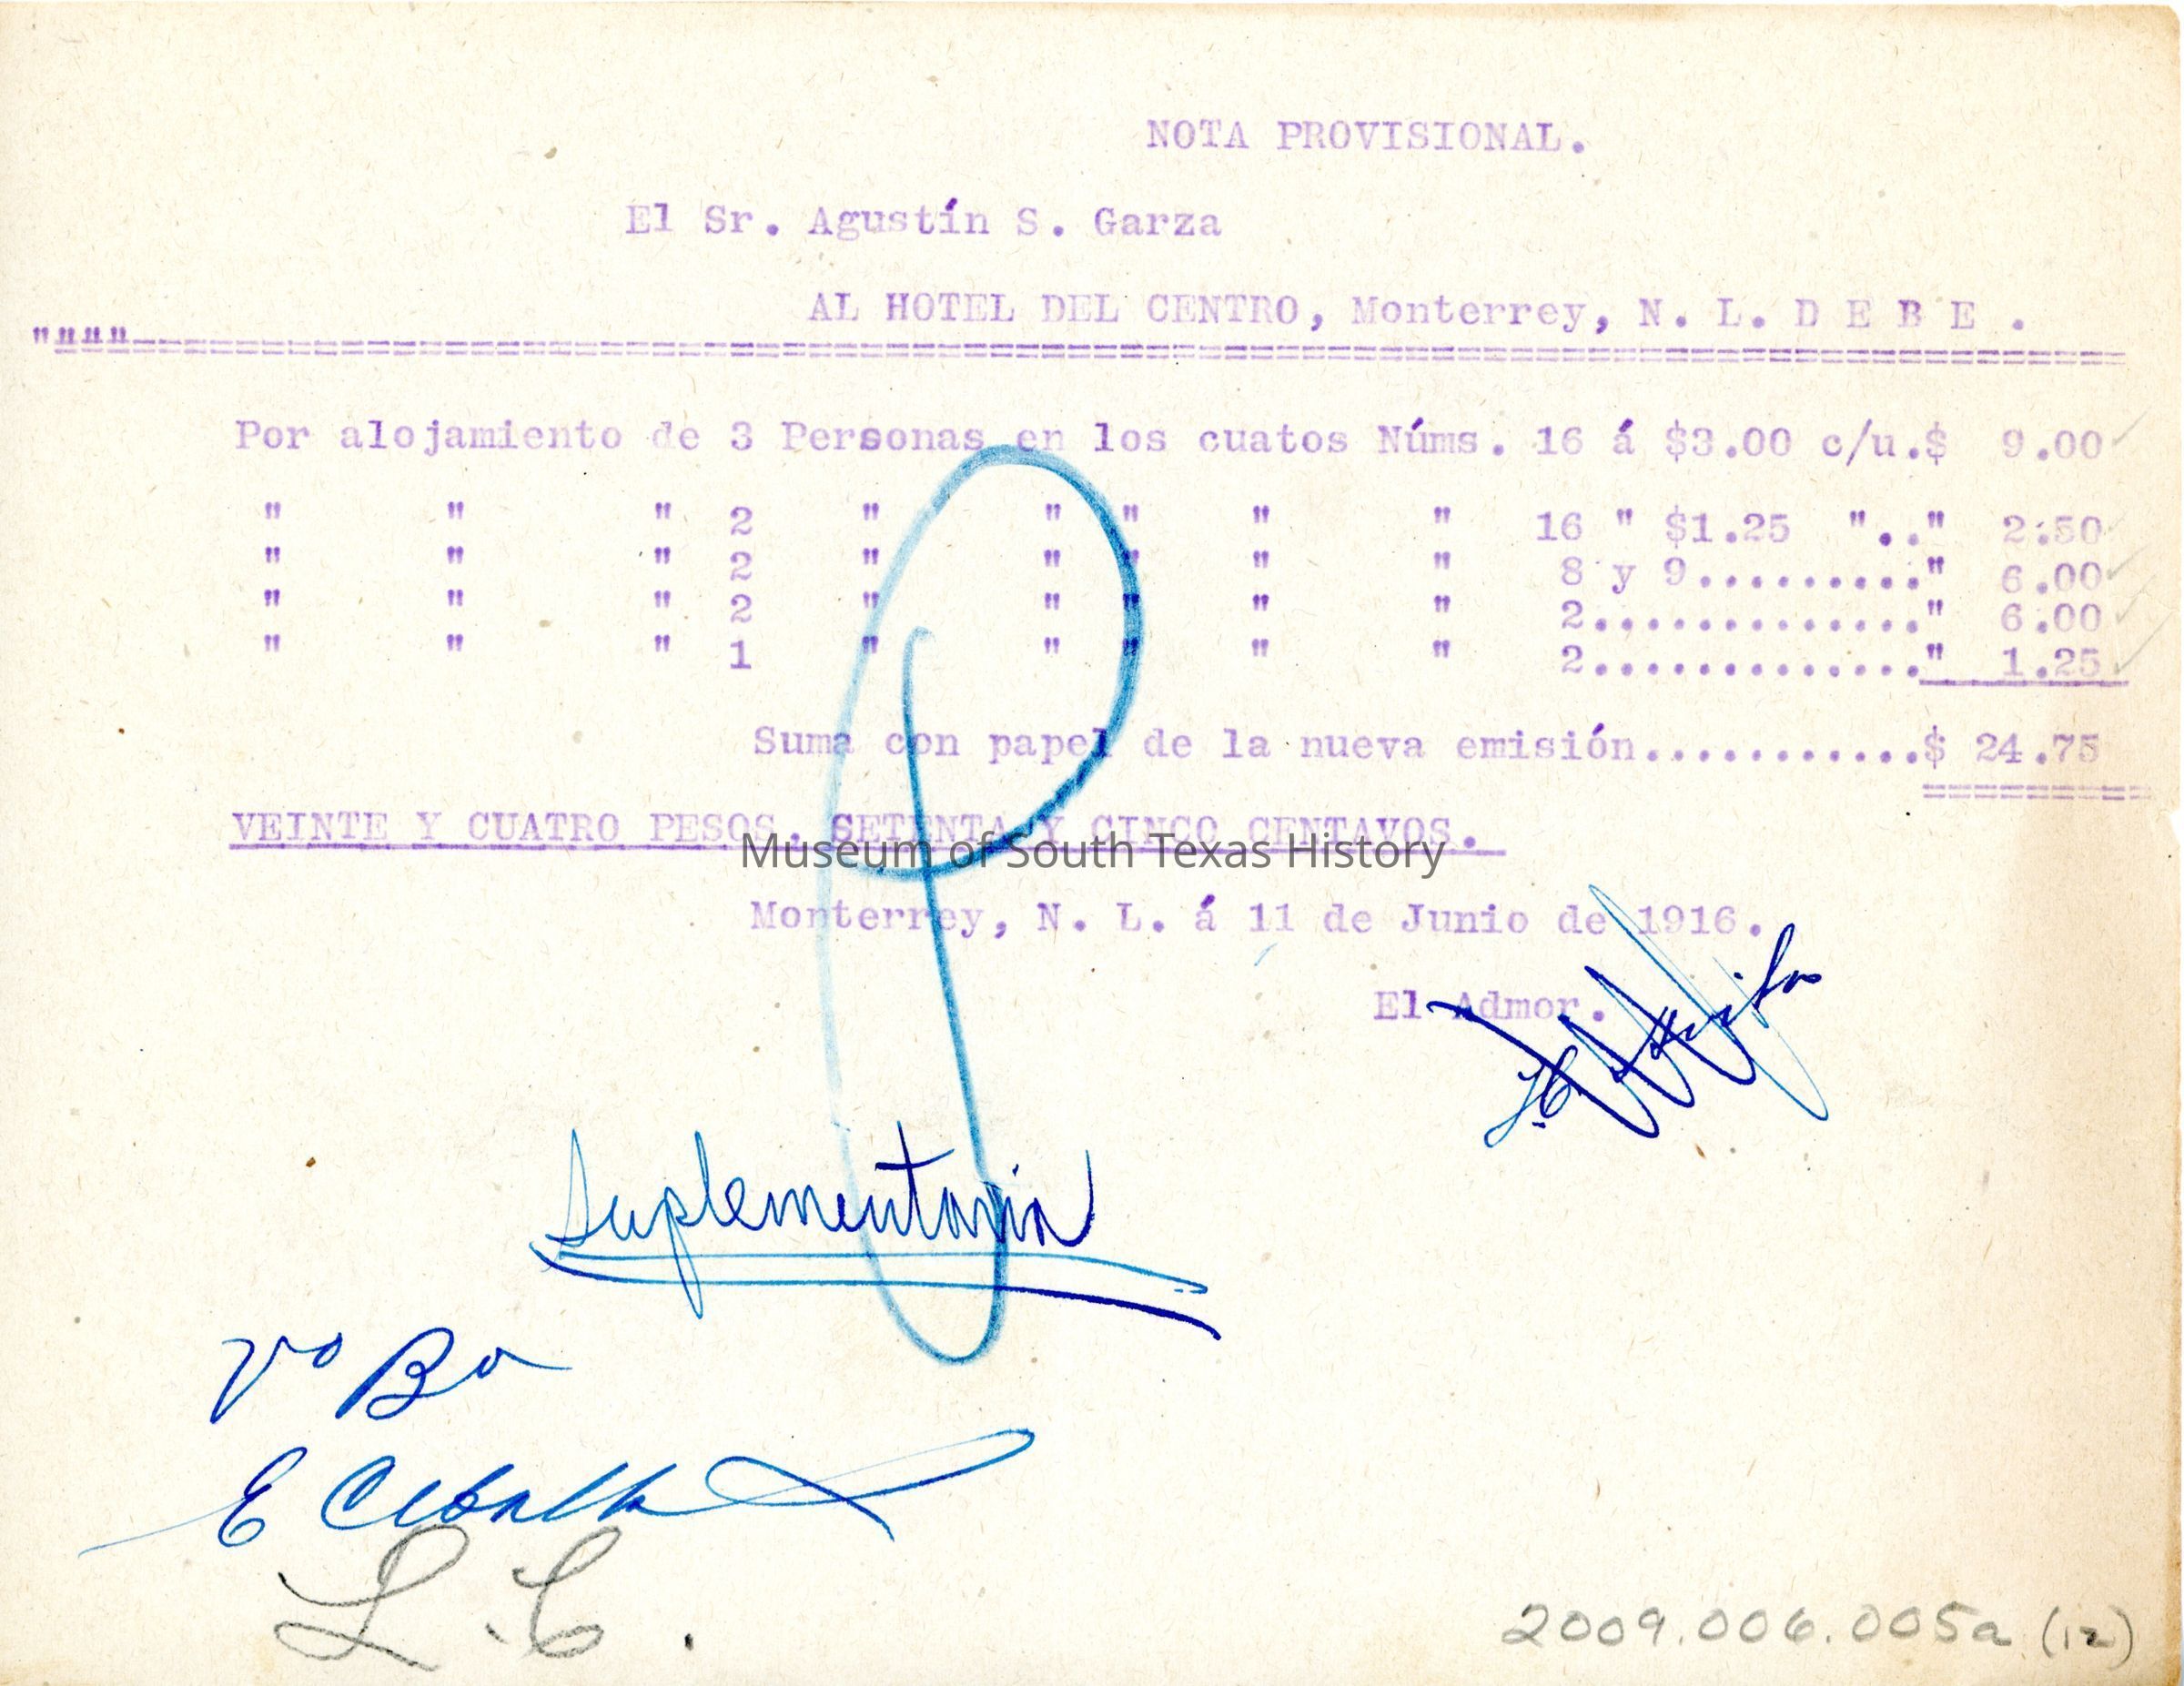 NOTA PROVISIONAL.
El Sr. Agustín S. Garza
AL HOTEL DEL CENTRO, Monterrey, N. L. D E B E .
""""
Por alojamiento de 3 Personas en los cuatos Núms. 16 á $3.00 c/u.$ 9.00
" " " 2 " " " " " 16 " $1.25 ".." 2.50
" " " 2 " " " " " 8 y 9.........." 6.00
" " " 2 " " " " " 2.............." 6.00
" " " 1 " " " " " 2.............." 1.25
Suma con papel de la nueva emisión...........$ 24.75
VEINTE Y CUATRO PESOS. SETENTA Y CINCO CENTAVOS.
Museum of South Texas History
Monterrey, N. L. á 11 de Junio de 1916.
El Admor.
Suplementaria
Vo Bo
E
L.C.
2009.006.005a (12)